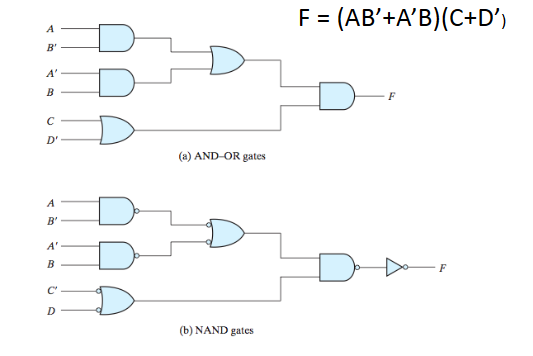 F = (AB’+A’B)(C+D’)
A
B'
A'
B
C
D'
F
(a) AND–OR gates
A
B'
A'
B
C'
D
F
(b) NAND gates